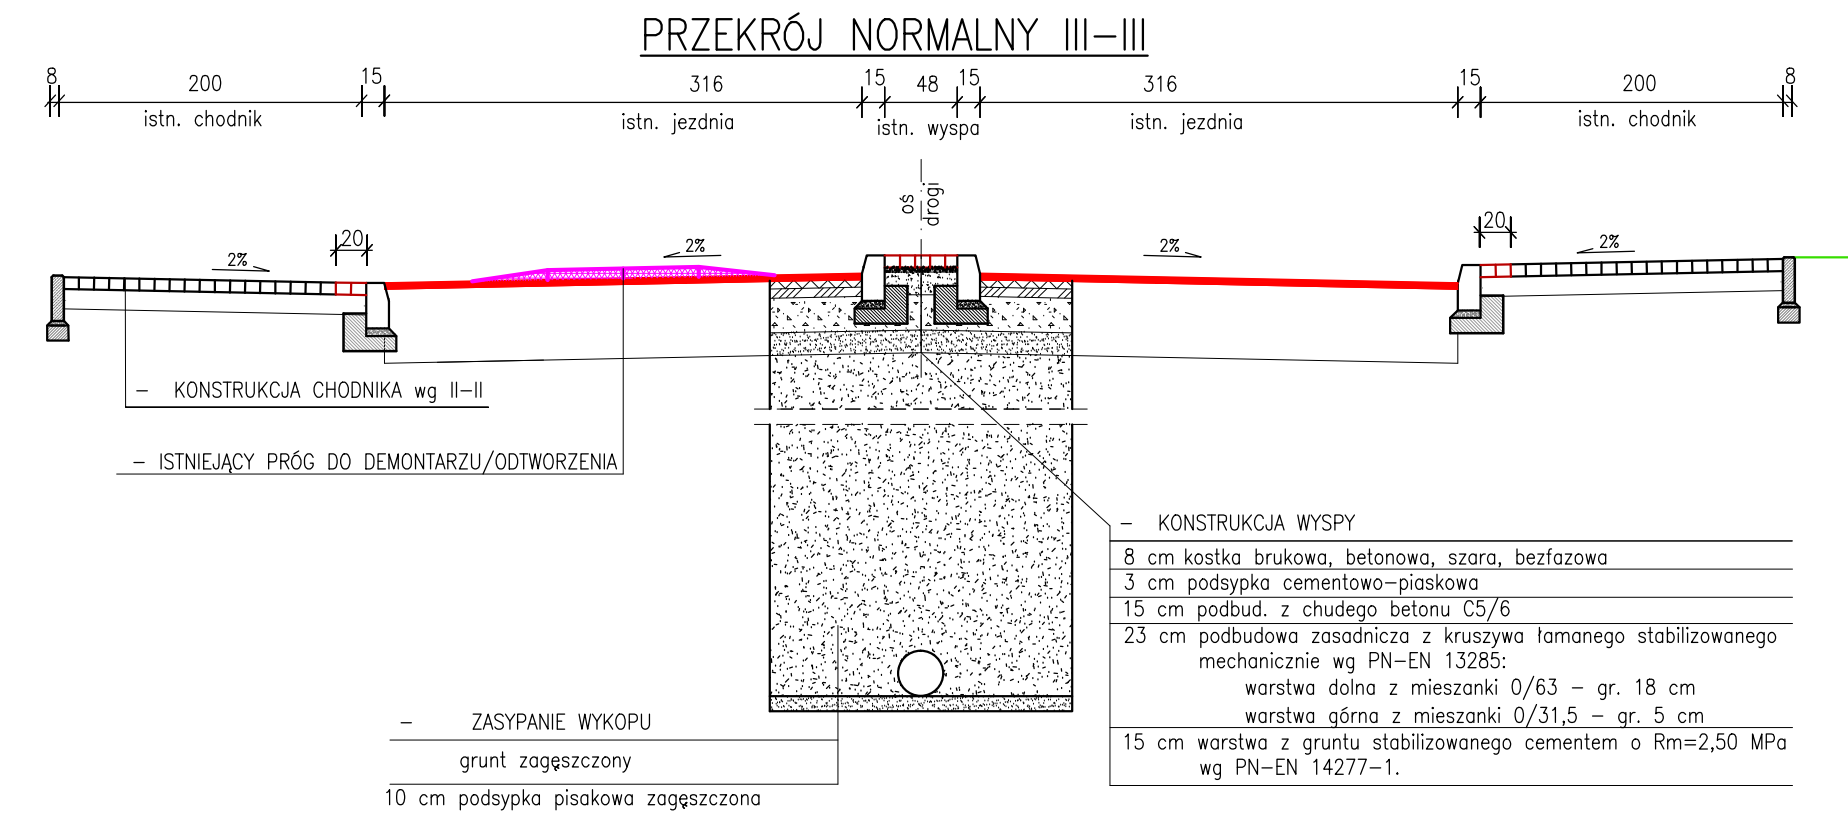 PRZEKRÓJ NORMALNY III-III
8 200 15 316 15 48 15 316 15 200 8
istn. chodnik istn. jezdnia istn. wyspa istn. jezdnia istn. chodnik
oś
drogi
20 20
2% 2% 2% 2%
- KONSTRUKCJA CHODNIKA wg II-II
- ISTNIEJĄCY PRÓG DO DEMONTARZU/ODTWORZENIA
- KONSTRUKCJA WYSPY
8 cm kostka brukowa, betonowa, szara, bezfazowa
3 cm podsypka cementowo-piaskowa
15 cm podbud. z chudego betonu C5/6
23 cm podbudowa zasadnicza z kruszywa łamanego stabilizowanego
mechanicznie wg PN-EN 13285:
warstwa dolna z mieszanki 0/63 - gr. 18 cm
warstwa górna z mieszanki 0/31,5 - gr. 5 cm
15 cm warstwa z gruntu stabilizowanego cementem o Rm=2,50 MPa
wg PN-EN 14277-1.
- ZASYPANIE WYKOPU
grunt zagęszczony
10 cm podsypka pisakowa zagęszczona